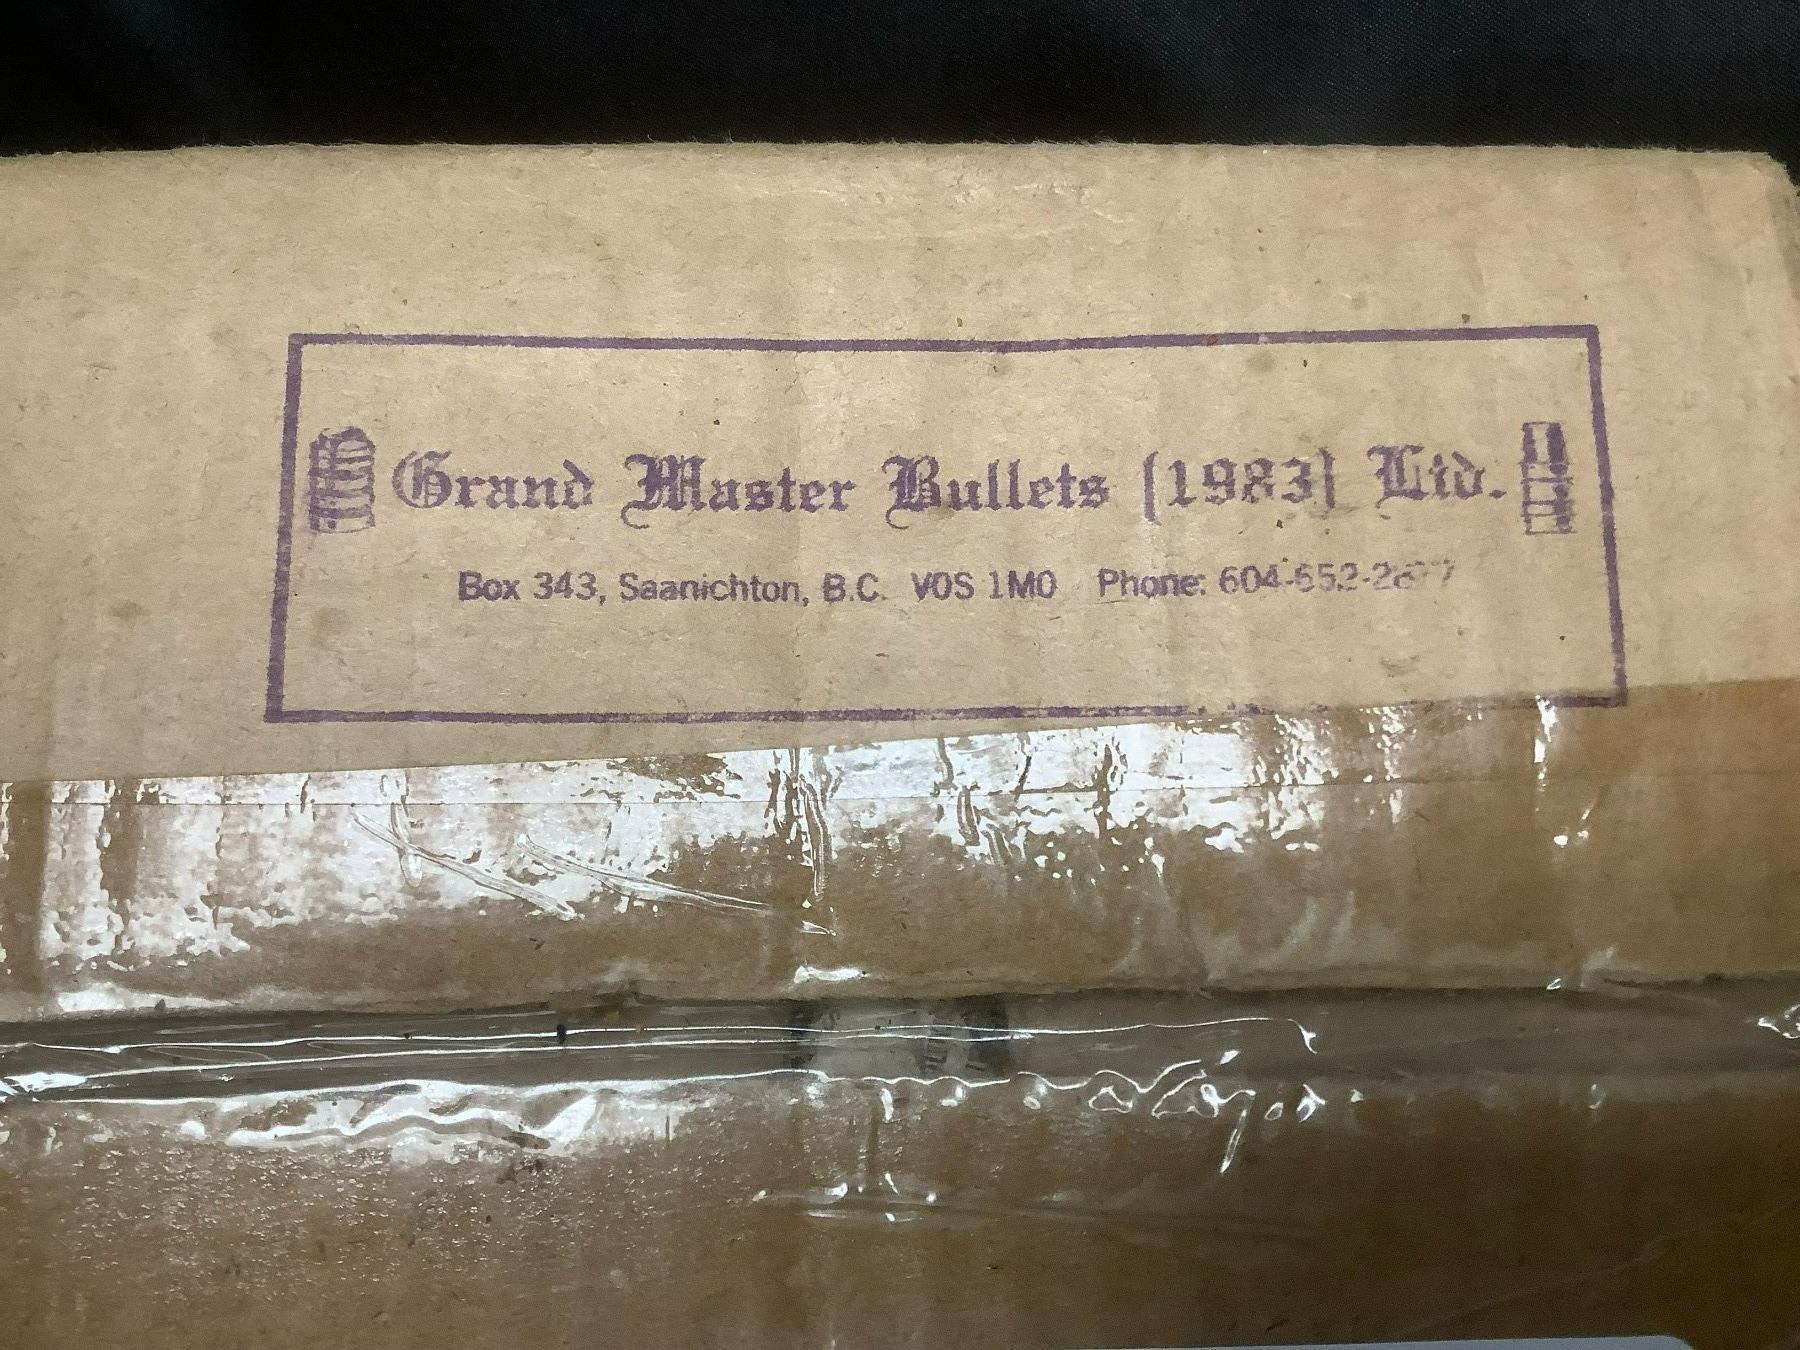 Grand Master Bullets (1983) Ltd.
Box 343, Saanichton, B.C. V0S 1M0 Phone: